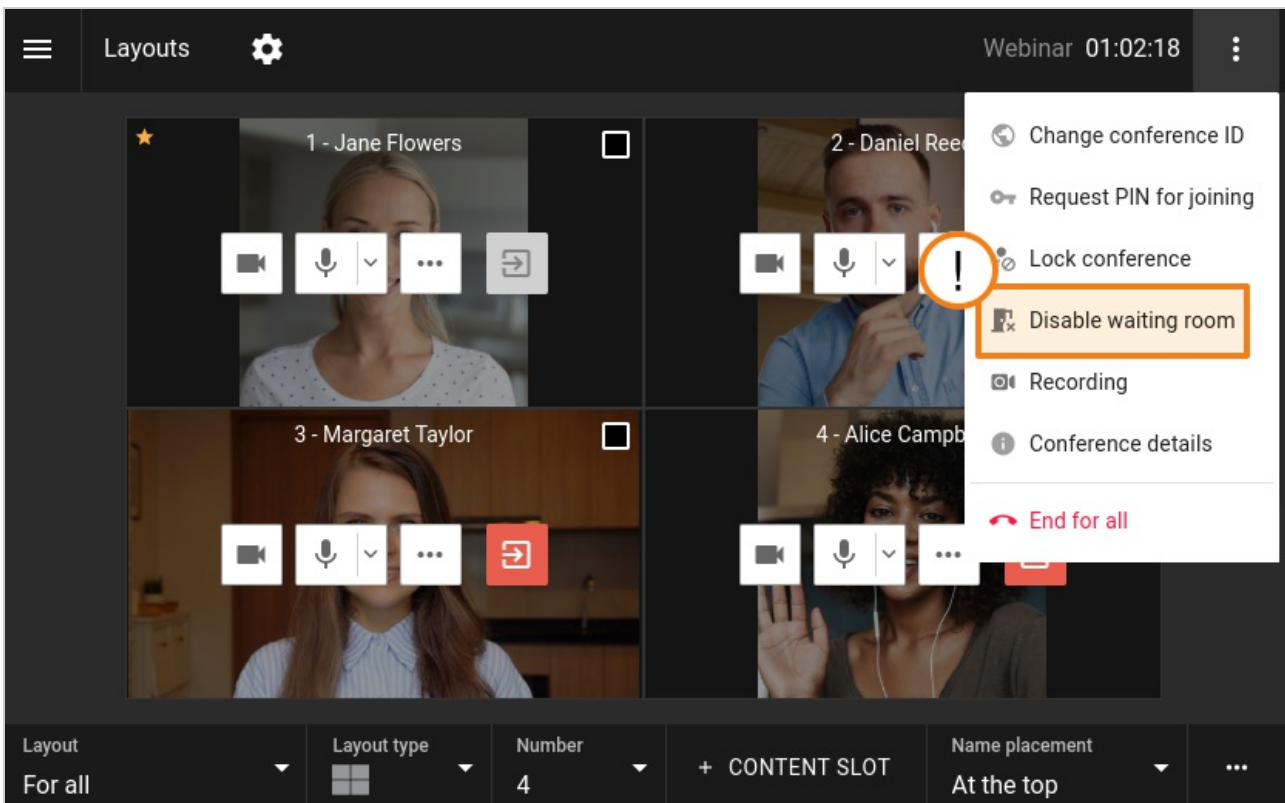 Layouts
Webinar 01:02:18
1 - Jane Flowers
2 - Daniel
Change conference ID
Request PIN for joining
!
Lock conference
Disable waiting room
Recording
3 - Margaret Taylor
4 - Alice
Conference details
End for all
Layout
For all
Layout type
Number
4
+ CONTENT SLOT
Name placement
At the top